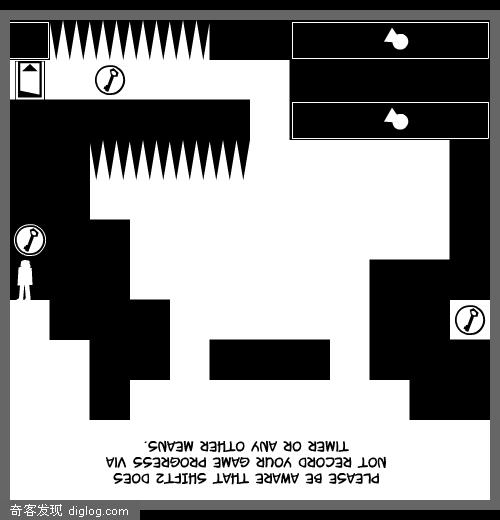 PLEASE BE AWARE THAT SHIFT2 DOES
NOT RECORD YOUR GAME PROGRESS VIA
TIMER OR ANY OTHER MEANS.
奇客发现 diglog.com